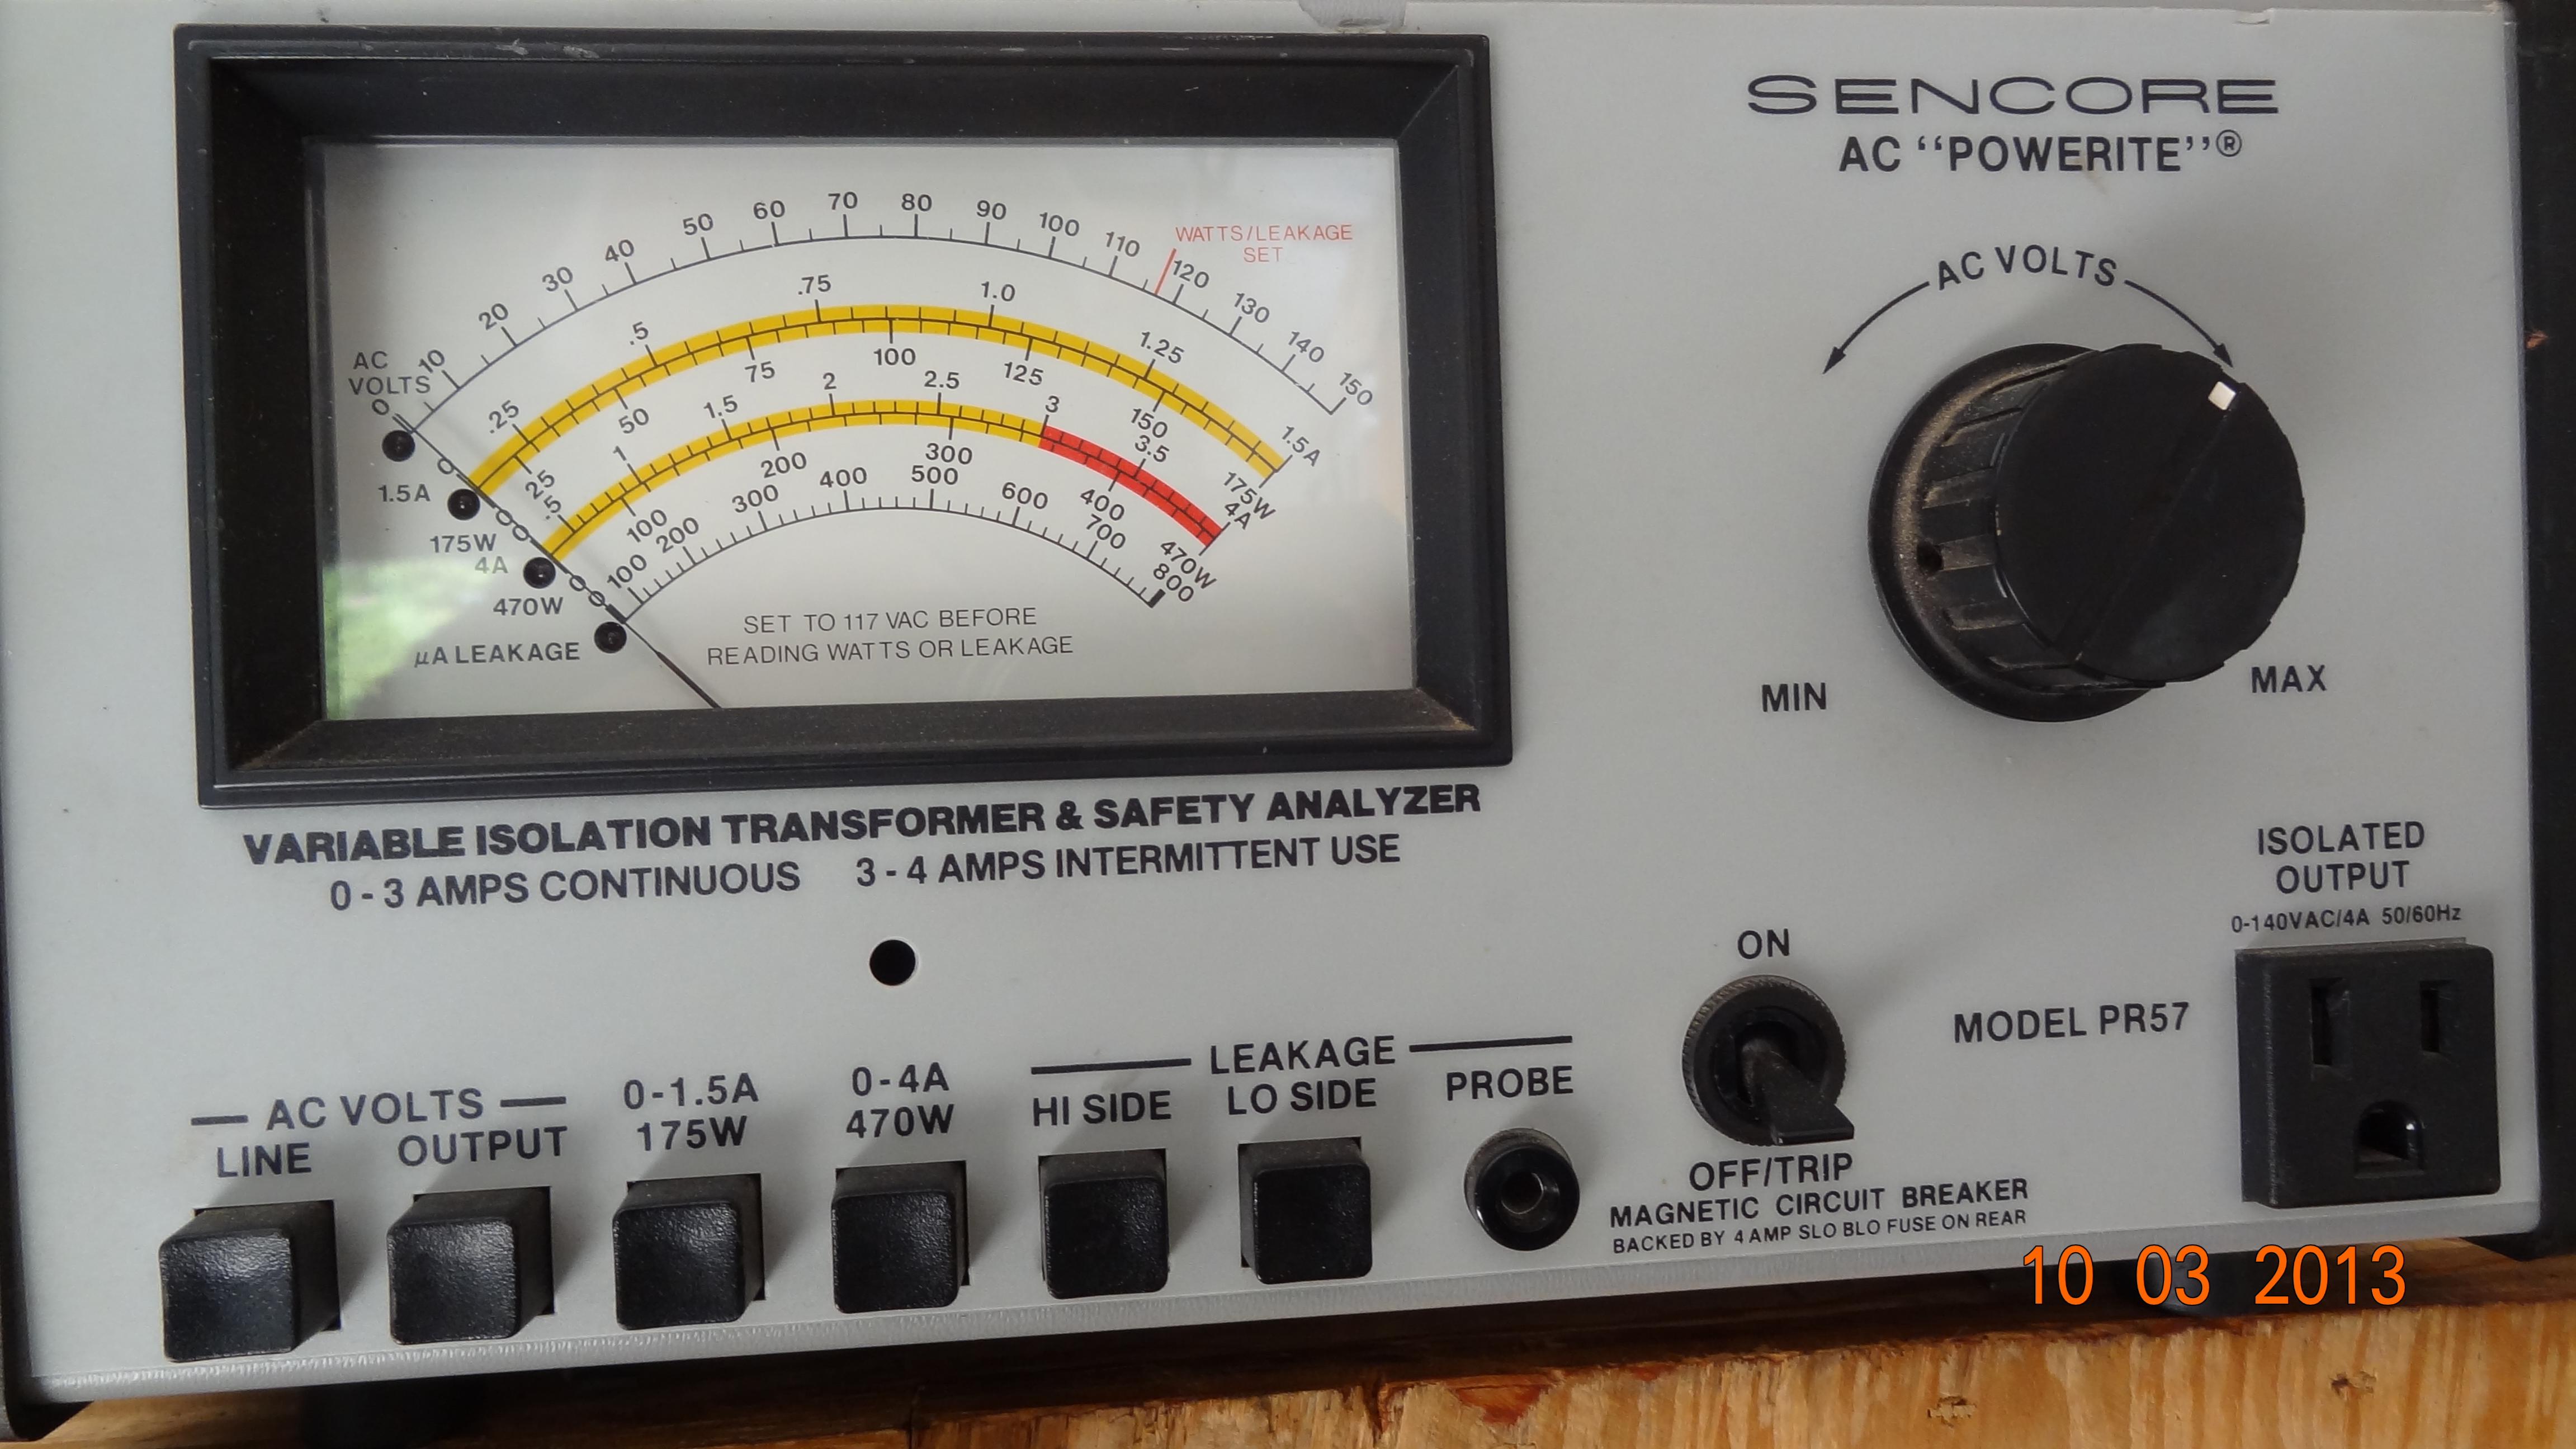 SENCORE
AC “POWERITE”®
AC VOLTS
MIN
MAX
AC
VOLTS
0 10 20 30 40 50 60 70 80 90 100 110 120 130 140 150
WATTS/LEAKAGE
SET
1.5A
0 .25 .5 .75 1.0 1.25 1.5A
175W
0 25 50 75 100 125 150 175W
4A
0 .5 1 1.5 2 2.5 3 3.5 4A
470W
0 100 200 300 400 470W
µA LEAKAGE
0 100 200 300 400 500 600 700 800
SET TO 117 VAC BEFORE
READING WATTS OR LEAKAGE
VARIABLE ISOLATION TRANSFORMER & SAFETY ANALYZER
0 - 3 AMPS CONTINUOUS 3 - 4 AMPS INTERMITTENT USE
AC VOLTS
LINE OUTPUT
0-1.5A
175W
0-4A
470W
LEAKAGE
HI SIDE LO SIDE PROBE
ON
OFF/TRIP
MAGNETIC CIRCUIT BREAKER
BACKED BY 4 AMP SLO BLO FUSE ON REAR
MODEL PR57
ISOLATED
OUTPUT
0-140VAC/4A 50/60Hz
10 03 2013